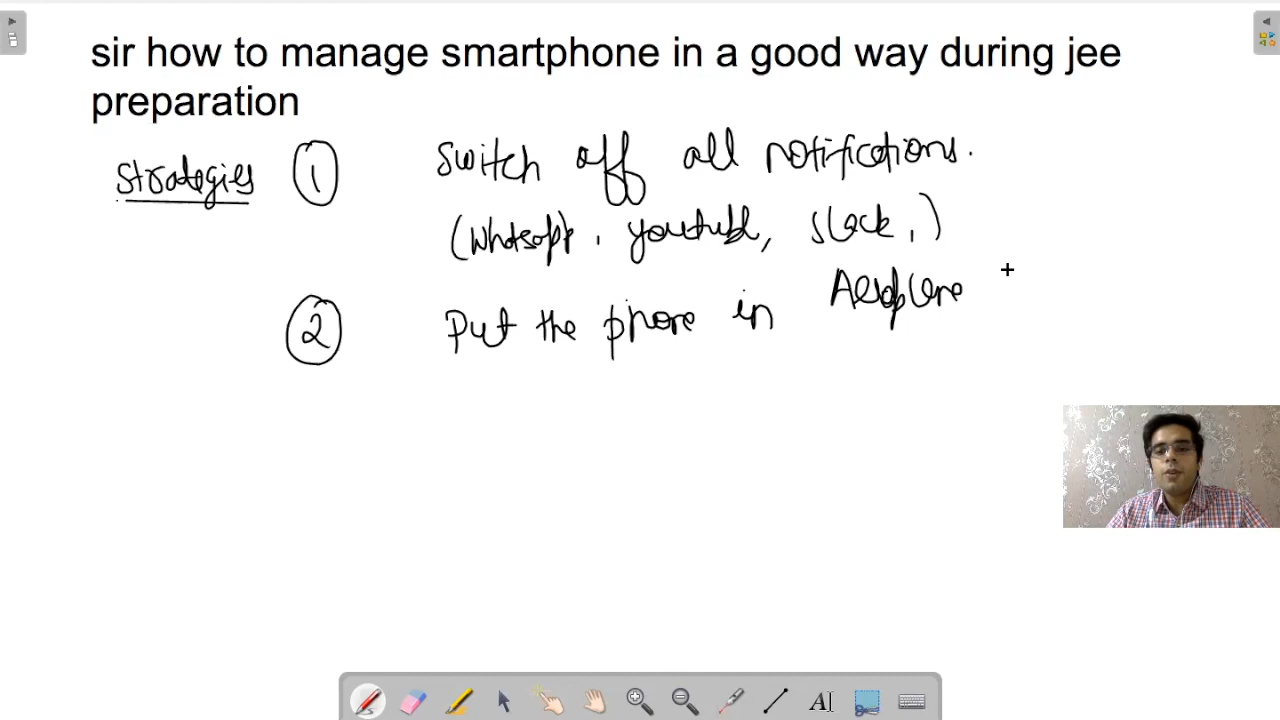 sir how to manage smartphone in a good way during jee
preparation
Strategies ① Switch off all notifications.
(Whatsapp, youtube, slack, )
② Put the phone in Aeroplane
AI